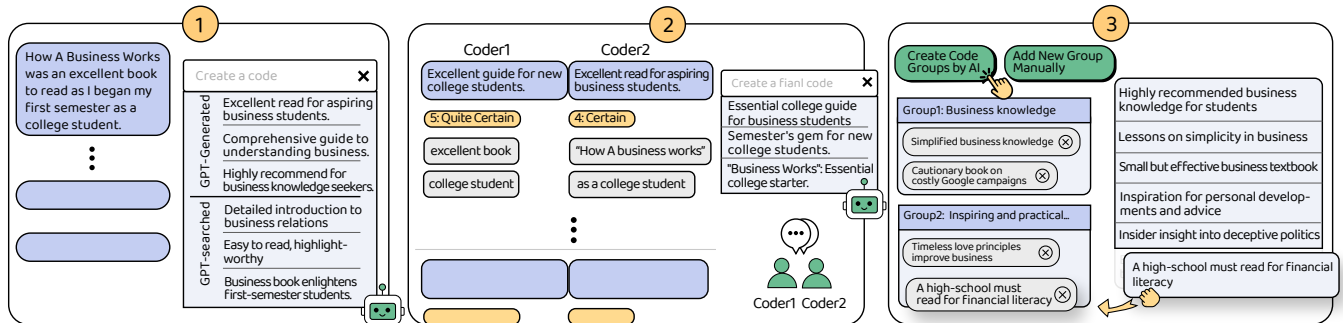 1
How A Business Works
was an excellent book
to read as I began my
first semester as a
college student.
Create a code
GPT-Generated
Excellent read for aspiring
business students.
Comprehensive guide to
understanding business.
Highly recommend for
business knowledge seekers.
GPT-searched
Detailed introduction to
business relations
Easy to read, highlight-
worthy
Business book enlightens
first-semester students.
2
Coder1
Coder2
Excellent guide for new
college students.
Excellent read for aspiring
business students.
5: Quite Certain
4: Certain
excellent book
"How A business works"
college student
as a college student
Create a fianl code
Essential college guide
for business students
Semester's gem for new
college students.
"Business Works": Essential
college starter.
Coder1 Coder2
3
Create Code
Groups by AI
Add New Group
Manually
Group1: Business knowledge
Simplified business knowledge
Cautionary book on
costly Google campaigns
Group2: Inspiring and practical...
Timeless love principles
improve business
A high-school must
read for financial literacy
Highly recommended business
knowledge for students
Lessons on simplicity in business
Small but effective business textbook
Inspiration for personal develop-
ments and advice
Insider insight into deceptive politics
A high-school must read for financial
literacy